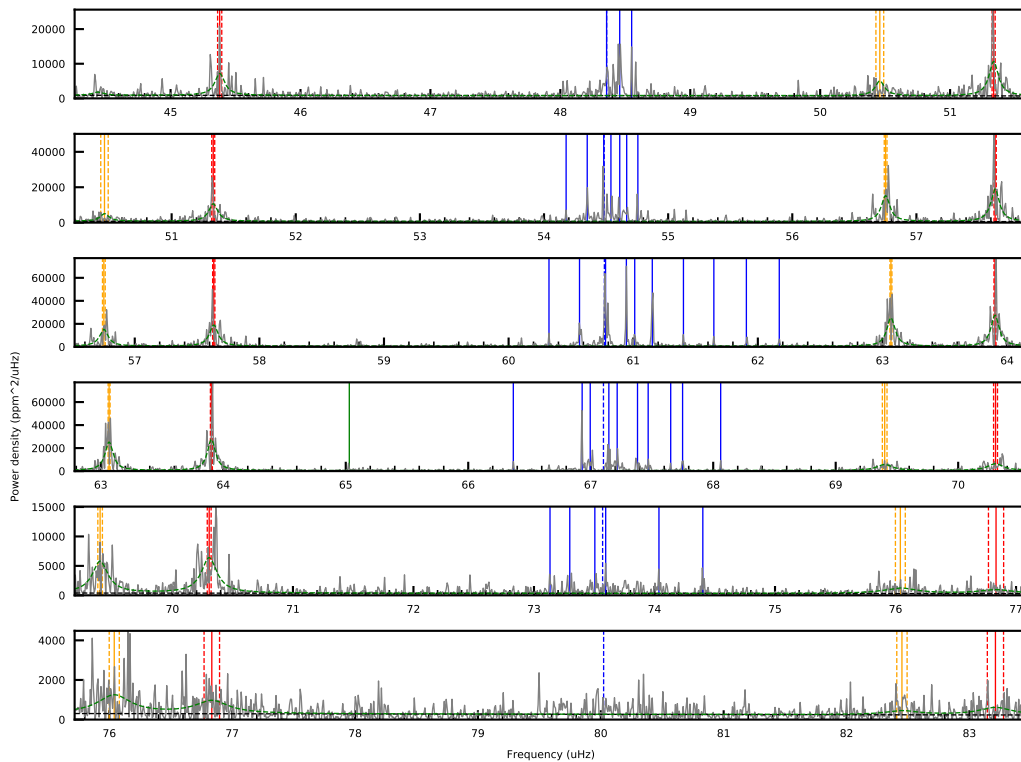 20000
10000
0
45 46 47 48 49 50 51
40000
20000
0
51 52 53 54 55 56 57
60000
40000
20000
0
57 58 59 60 61 62 63 64
60000
40000
20000
0
63 64 65 66 67 68 69 70
15000
10000
5000
0
70 71 72 73 74 75 76 77
4000
2000
0
76 77 78 79 80 81 82 83
Power density (ppm^2/uHz)
Frequency (uHz)